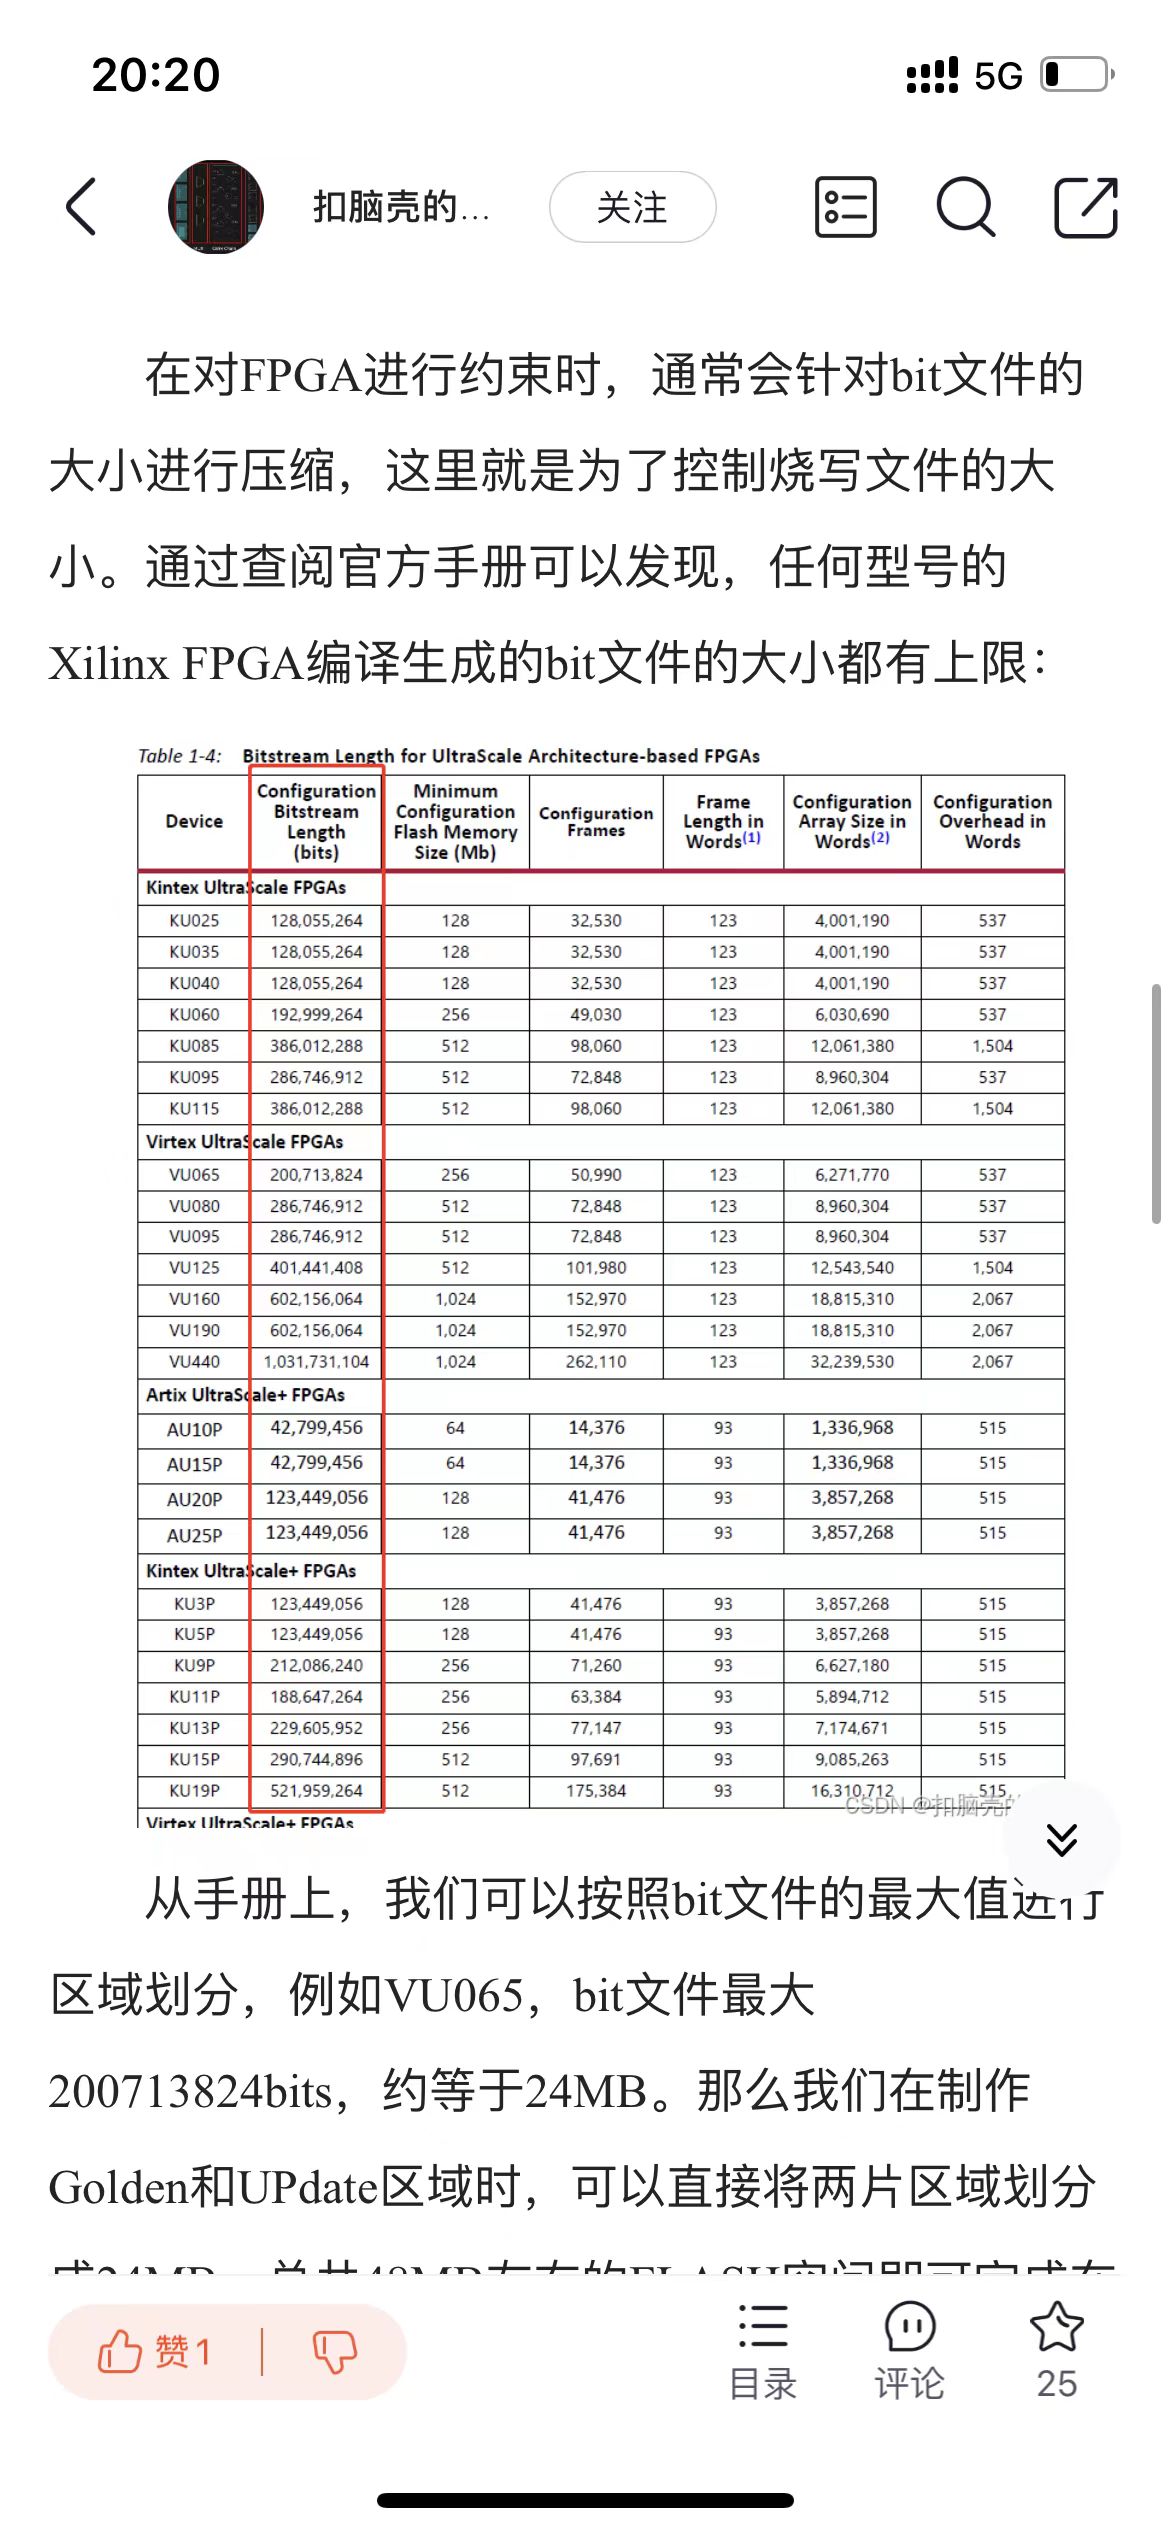 20:20
5G
扣脑壳的...
关注
在对FPGA进行约束时，通常会针对bit文件的
大小进行压缩，这里就是为了控制烧写文件的大
小。通过查阅官方手册可以发现，任何型号的
Xilinx FPGA编译生成的bit文件的大小都有上限：
Table 1-4: Bitstream Length for UltraScale Architecture-based FPGAs
Device | Configuration Bitstream Length (bits) | Minimum Configuration Flash Memory Size (Mb) | Configuration Frames | Frame Length in Words(1) | Configuration Array Size in Words(2) | Configuration Overhead in Words
Kintex UltraScale FPGAs
KU025 128,055,264 128 32,530 123 4,001,190 537
KU035 128,055,264 128 32,530 123 4,001,190 537
KU040 128,055,264 128 32,530 123 4,001,190 537
KU060 192,999,264 256 49,030 123 6,030,690 537
KU085 386,012,288 512 98,060 123 12,061,380 1,504
KU095 286,746,912 512 72,848 123 8,960,304 537
KU115 386,012,288 512 98,060 123 12,061,380 1,504
Virtex UltraScale FPGAs
VU065 200,713,824 256 50,990 123 6,271,770 537
VU080 286,746,912 512 72,848 123 8,960,304 537
VU095 286,746,912 512 72,848 123 8,960,304 537
VU125 401,441,408 512 101,980 123 12,543,540 1,504
VU160 602,156,064 1,024 152,970 123 18,815,310 2,067
VU190 602,156,064 1,024 152,970 123 18,815,310 2,067
VU440 1,031,731,104 1,024 262,110 123 32,239,530 2,067
Artix UltraScale+ FPGAs
AU10P 42,799,456 64 14,376 93 1,336,968 515
AU15P 42,799,456 64 14,376 93 1,336,968 515
AU20P 123,449,056 128 41,476 93 3,857,268 515
AU25P 123,449,056 128 41,476 93 3,857,268 515
Kintex UltraScale+ FPGAs
KU3P 123,449,056 128 41,476 93 3,857,268 515
KU5P 123,449,056 128 41,476 93 3,857,268 515
KU9P 212,086,240 256 71,260 93 6,627,180 515
KU11P 188,647,264 256 63,384 93 5,894,712 515
KU13P 229,605,952 256 77,147 93 7,174,671 515
KU15P 290,744,896 512 97,691 93 9,085,263 515
KU19P 521,959,264 512 175,384 93 16,310,712 515
CSDN @扣脑壳的
Virtex UltraScale+ FPGAs
从手册上，我们可以按照bit文件的最大值进行
区域划分，例如VU065，bit文件最大
200713824bits，约等于24MB。那么我们在制作
Golden和UPdate区域时，可以直接将两片区域划分
成24MB，总共48MB左右的FLASH空间即可完成在
赞1
目录
评论
25